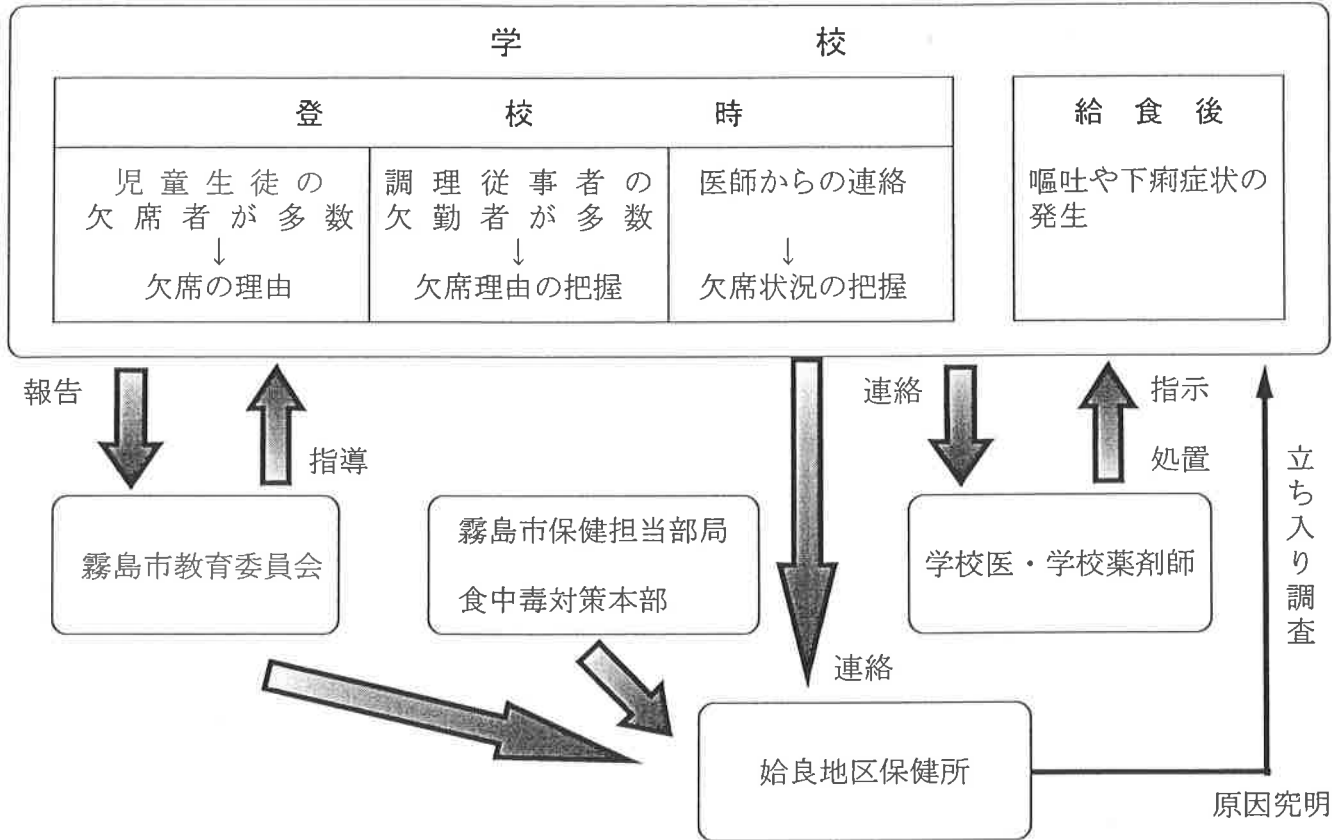 学校
登校時
児童生徒の
欠席者が多数
↓
欠席の理由
調理従事者の
欠勤者が多数
↓
欠席理由の把握
医師からの連絡
↓
欠席状況の把握
給食後
嘔吐や下痢症状の
発生
報告
指導
連絡
連絡
指示
処置
立ち入り調査
霧島市教育委員会
霧島市保健担当部局
食中毒対策本部
学校医・学校薬剤師
姶良地区保健所
原因究明